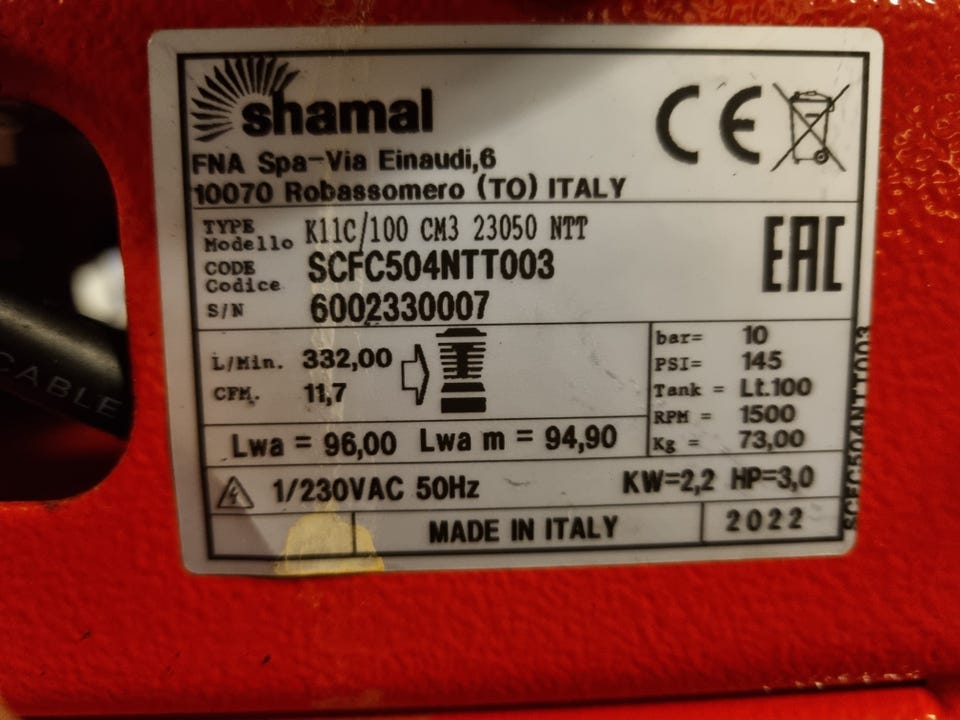 shamal
CE
FNA Spa-Via Einaudi,6
10070 Robassomero (TO) ITALY
TYPE
Modello K11C/100 CM3 23050 NTT
CODE
Codice SCFC504NTT003
S/N 6002330007
EAC
L/Min. 332,00
CFM. 11,7
bar= 10
PSI= 145
Tank = Lt.100
RPM = 1500
Kg = 73,00
Lwa = 96,00 Lwa m = 94,90
1/230VAC 50Hz KW=2,2 HP=3,0
MADE IN ITALY 2022
SCFC504NTT003
CABLE